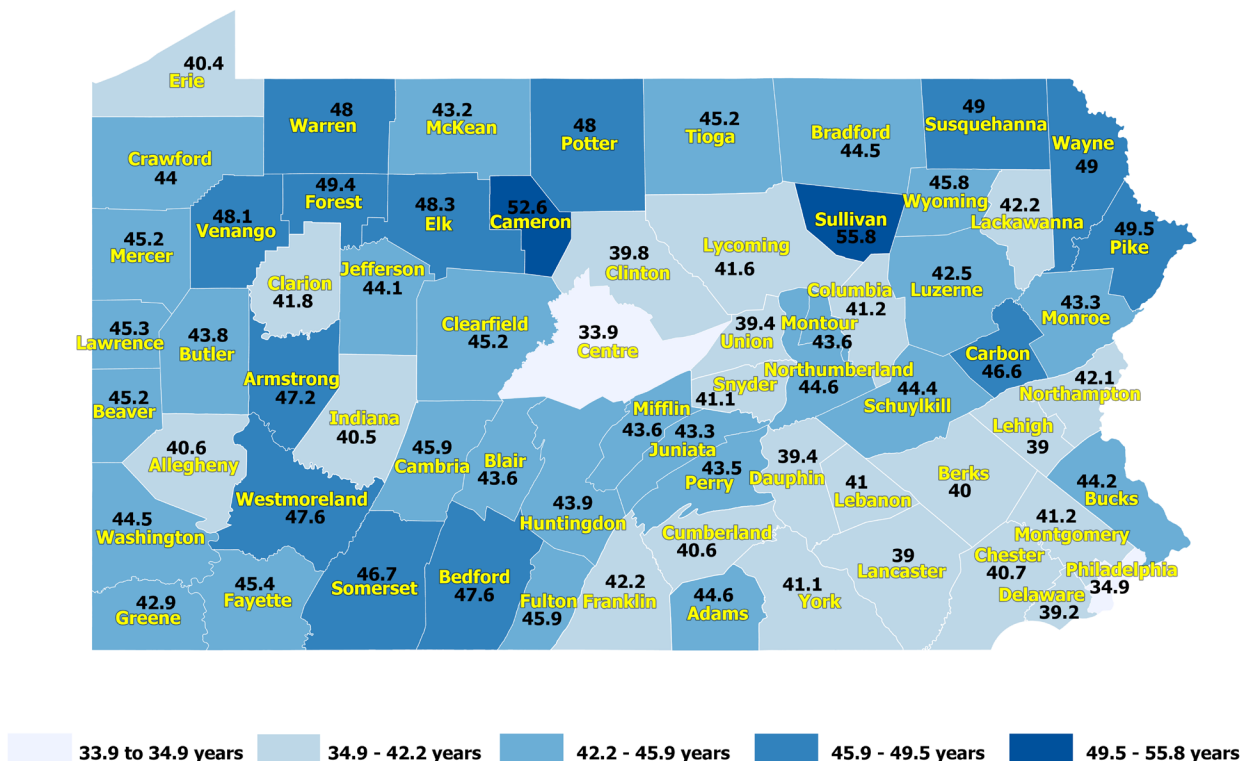 40.4
Erie
48
Warren
43.2
McKean
48
Potter
45.2
Tioga
Bradford
44.5
49
Susquehanna
Wayne
49
Crawford
44
48.1
Venango
49.4
Forest
48.3
Elk
52.6
Cameron
Sullivan
55.8
45.8
Wyoming
42.2
Lackawanna
49.5
Pike
45.2
Mercer
Clarion
41.8
Jefferson
44.1
39.8
Clinton
Lycoming
41.6
Columbia
41.2
42.5
Luzerne
43.3
Monroe
45.3
Lawrence
43.8
Butler
Clearfield
45.2
33.9
Centre
39.4
Union
Montour
43.6
Carbon
46.6
45.2
Beaver
Armstrong
47.2
Indiana
40.5
Snyder
41.1
Northumberland
44.6
44.4
Schuylkill
42.1
Northampton
40.6
Allegheny
45.9
Cambria
Blair
43.6
Mifflin
43.6
43.3
Juniata
43.5
Perry
39.4
Dauphin
41
Lebanon
Berks
40
Lehigh
39
44.2
Bucks
44.5
Washington
Westmoreland
47.6
43.9
Huntingdon
Cumberland
40.6
39
Lancaster
41.2
Montgomery
Chester
40.7
Philadelphia
34.9
Delaware
39.2
42.9
Greene
45.4
Fayette
46.7
Somerset
Bedford
47.6
Fulton
45.9
42.2
Franklin
44.6
Adams
41.1
York
33.9 to 34.9 years
34.9 - 42.2 years
42.2 - 45.9 years
45.9 - 49.5 years
49.5 - 55.8 years